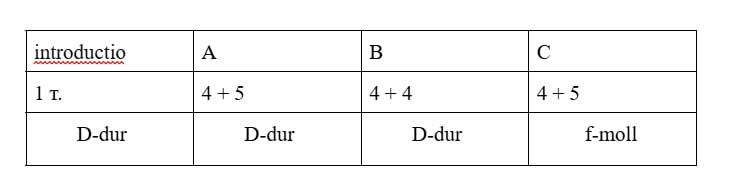 introductio A B C
1 т. 4 + 5 4 + 4 4 + 5
D-dur D-dur D-dur f-moll